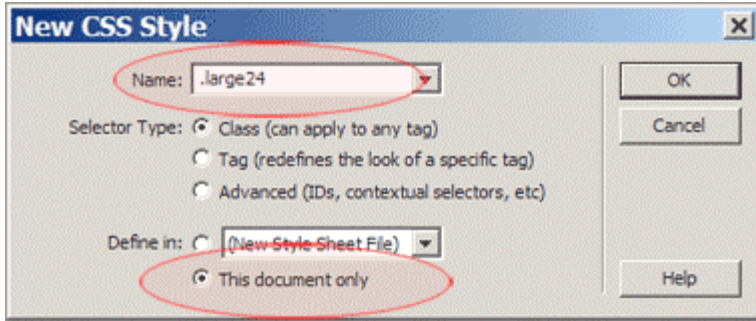 New CSS Style
Name: .large24
OK
Selector Type: Class (can apply to any tag)
Cancel
Tag (redefines the look of a specific tag)
Advanced (IDs, contextual selectors, etc)
Define in: (New Style Sheet File)
This document only
Help